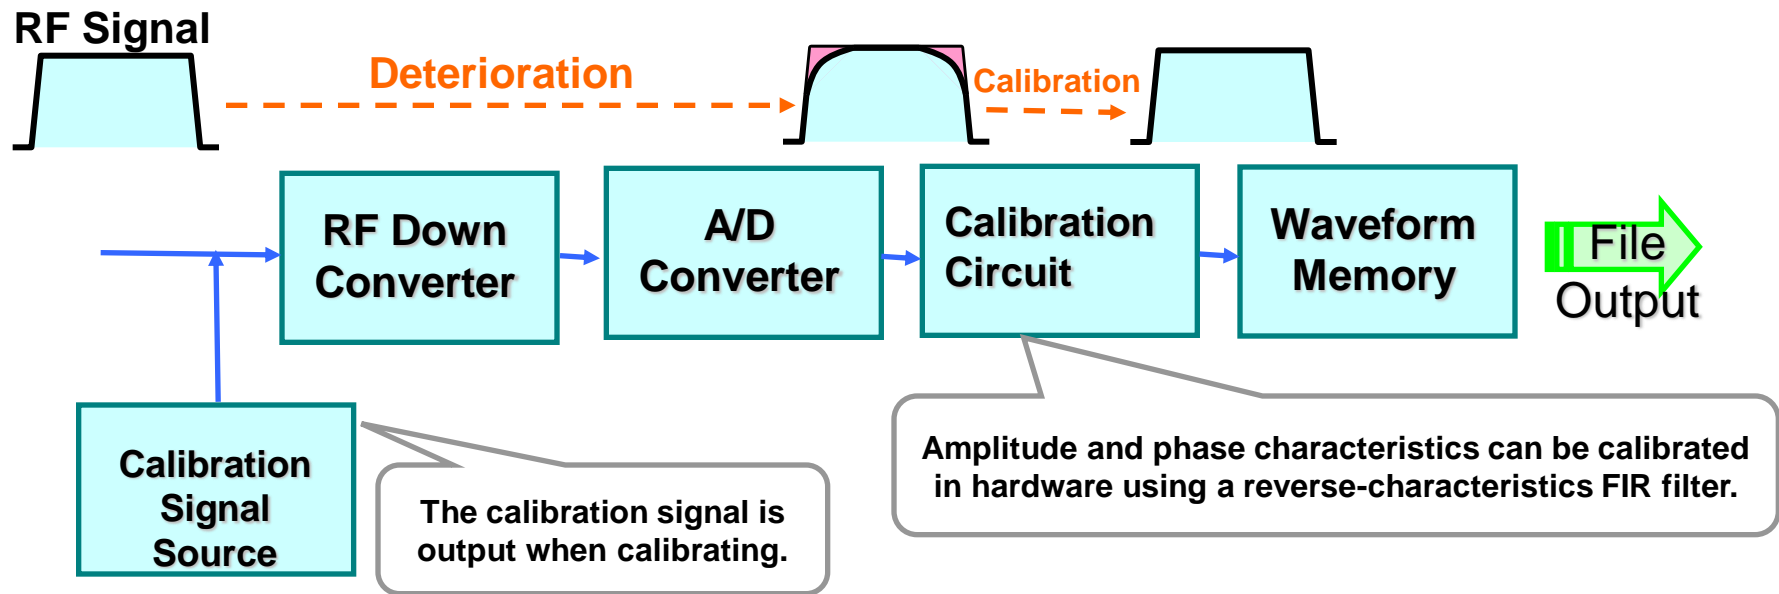 RF Signal
Deterioration
Calibration
RF Down
Converter
A/D
Converter
Calibration
Circuit
Waveform
Memory
File
Output
Calibration
Signal
Source
The calibration signal is
output when calibrating.
Amplitude and phase characteristics can be calibrated
in hardware using a reverse-characteristics FIR filter.